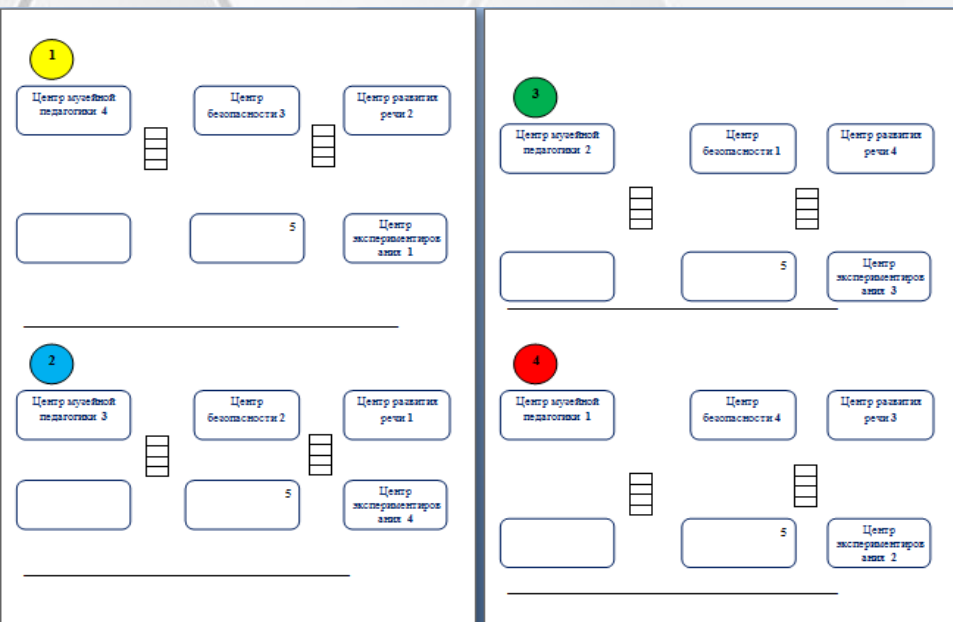 1
Центр музейной
педагогики 4
Центр
безопасности 3
Центр развития
речи 2
5
Центр
экспериментиров
ания 1
2
Центр музейной
педагогики 3
Центр
безопасности 2
Центр развития
речи 1
5
Центр
экспериментиров
ания 4
3
Центр музейной
педагогики 2
Центр
безопасности 1
Центр развития
речи 4
5
Центр
экспериментиров
ания 3
4
Центр музейной
педагогики 1
Центр
безопасности 4
Центр развития
речи 3
5
Центр
экспериментиров
ания 2